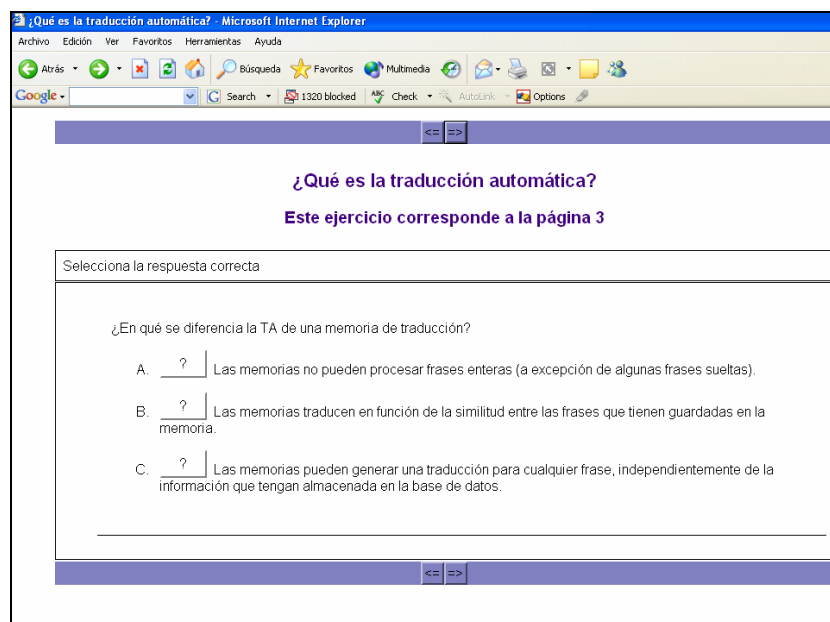 ¿Qué es la traducción automática? - Microsoft Internet Explorer
Archivo Edición Ver Favoritos Herramientas Ayuda
Atrás Búsqueda Favoritos Multimedia
Google Search 1320 blocked ABC Check AutoLink Options
<= =>
¿Qué es la traducción automática?
Este ejercicio corresponde a la página 3
Selecciona la respuesta correcta
¿En qué se diferencia la TA de una memoria de traducción?
A. ? Las memorias no pueden procesar frases enteras (a excepción de algunas frases sueltas).
B. ? Las memorias traducen en función de la similitud entre las frases que tienen guardadas en la
memoria.
C. ? Las memorias pueden generar una traducción para cualquier frase, independientemente de la
información que tengan almacenada en la base de datos.
<= =>